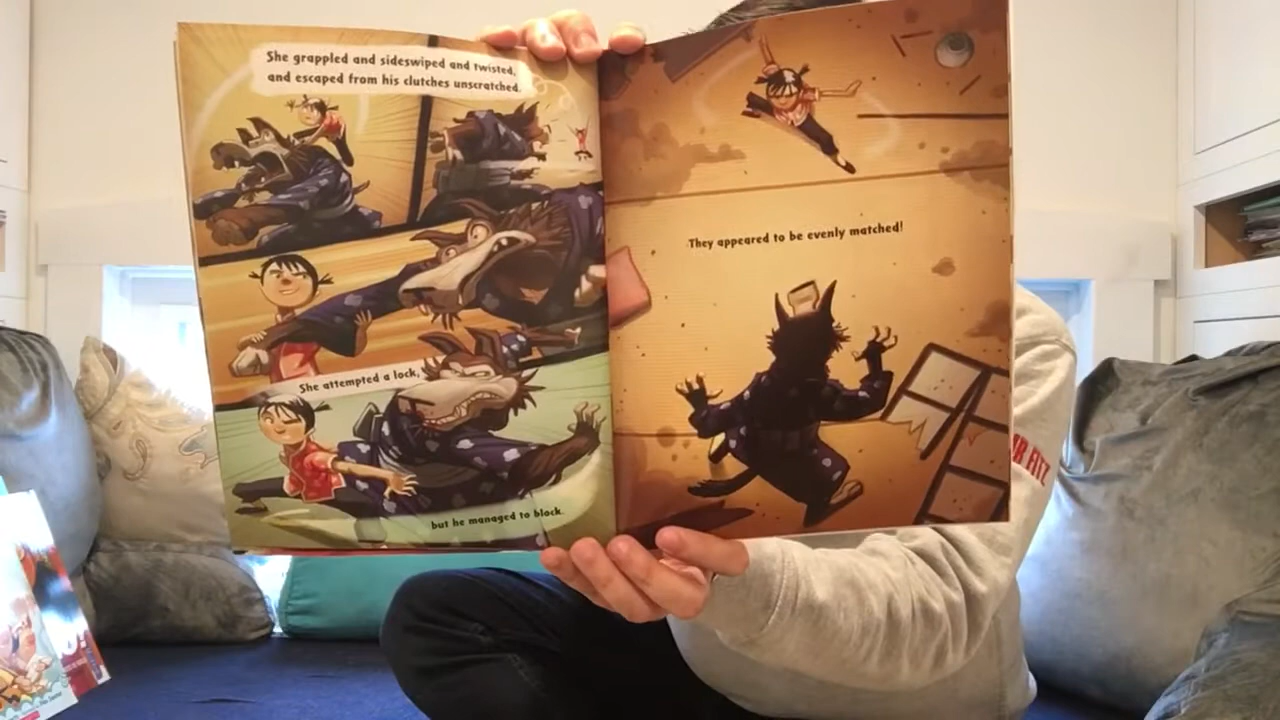 She grappled and sideswiped and twisted,
and escaped from his clutches unscratched.
She attempted a lock,
but he managed to block.
They appeared to be evenly matched!